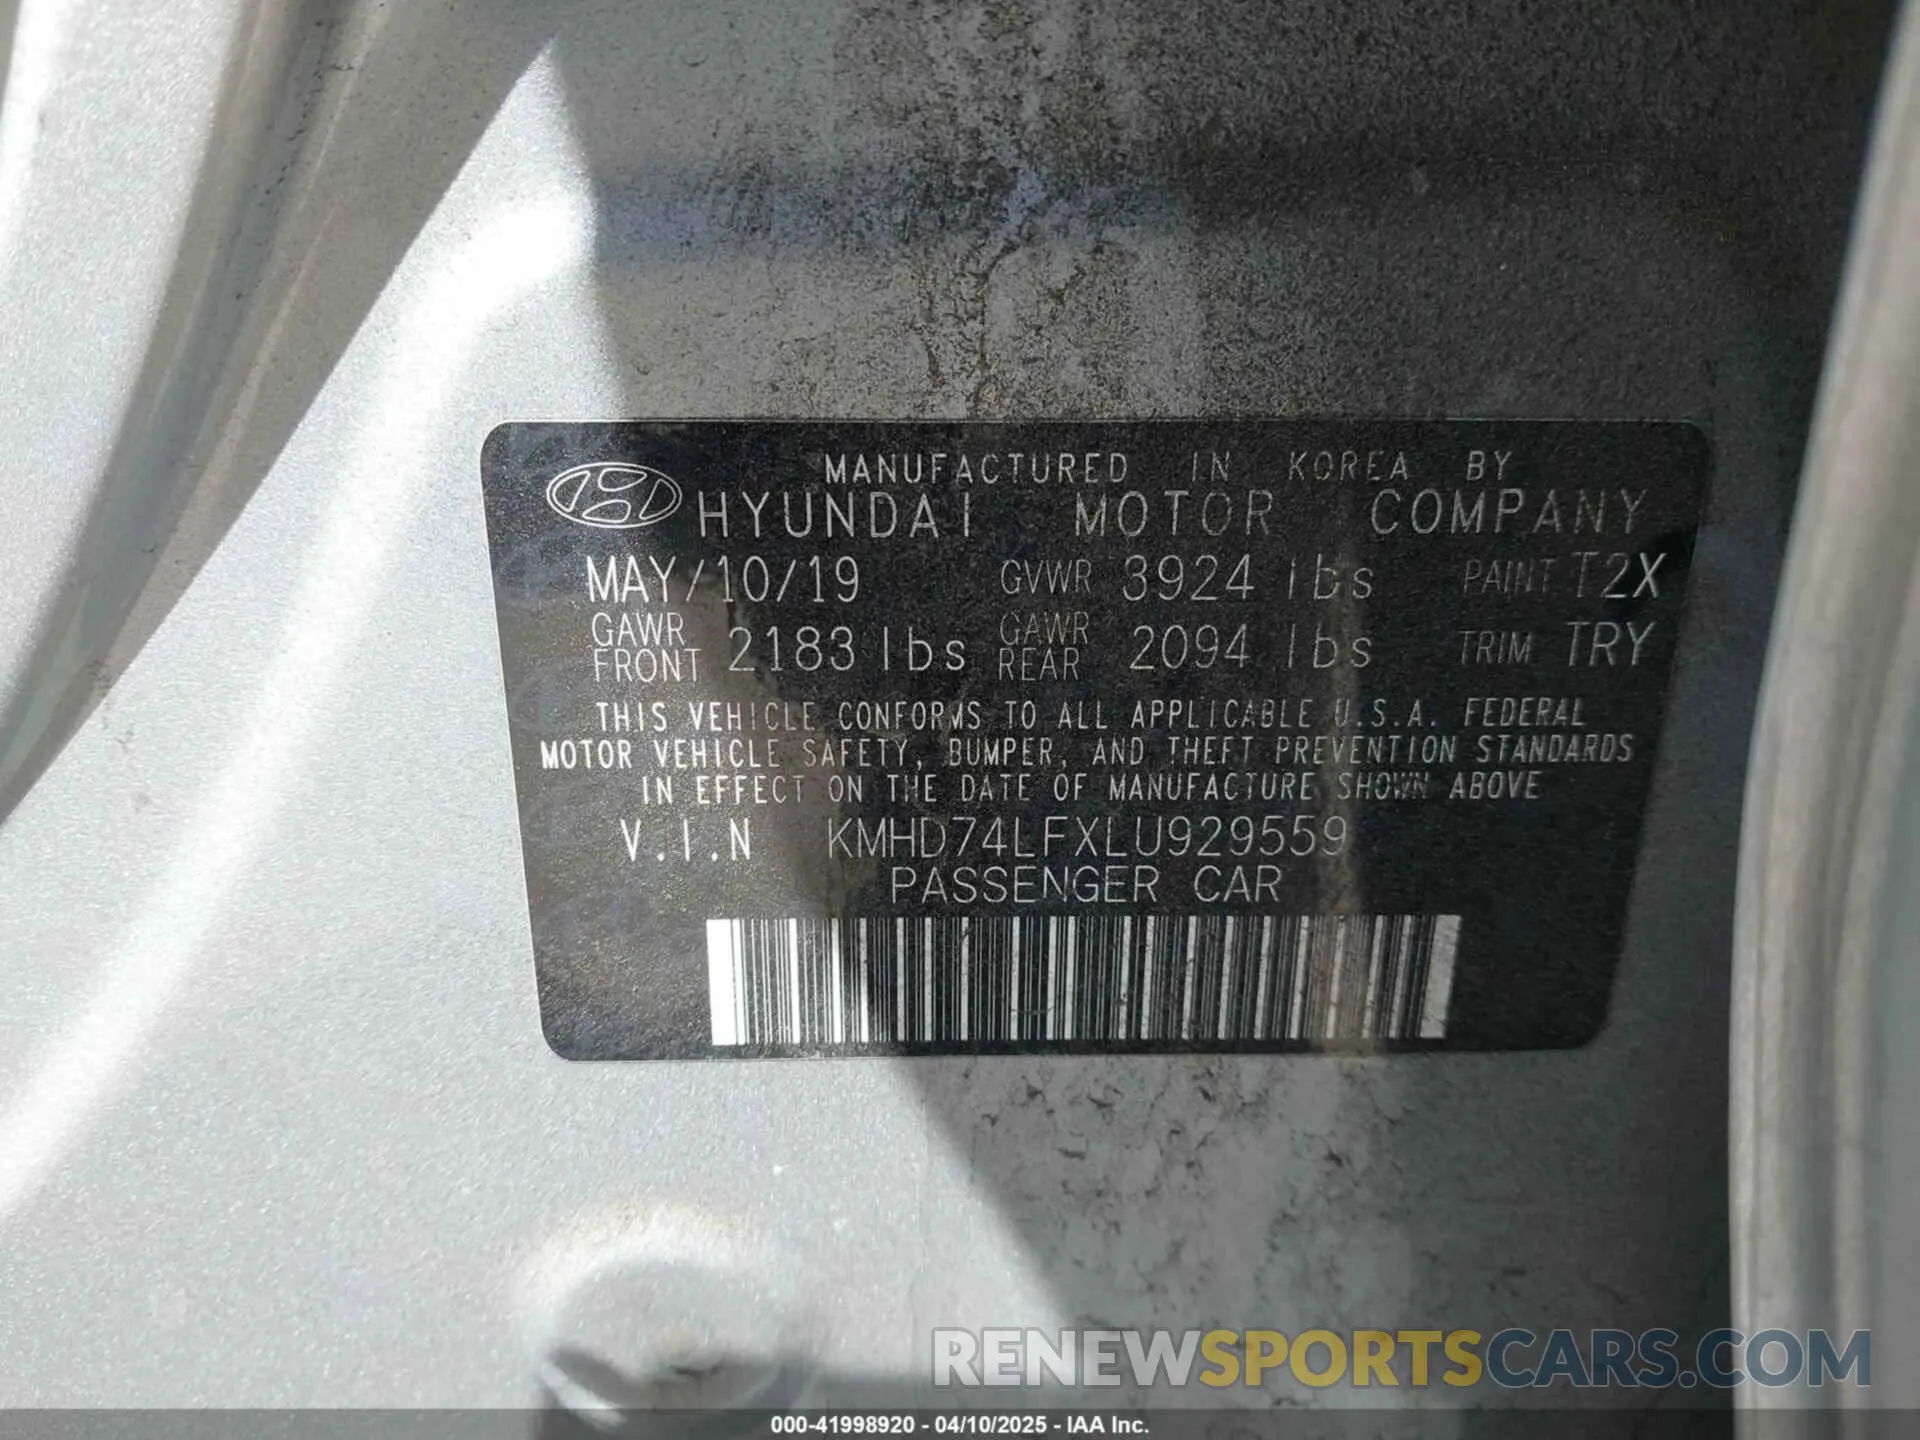 MANUFACTURED IN KOREA BY
HYUNDAI MOTOR COMPANY
MAY/10/19 GVWR 3924 lbs PAINT T2X
GAWR FRONT 2183 lbs GAWR REAR 2094 lbs TRIM TRY
THIS VEHICLE CONFORMS TO ALL APPLICABLE U.S.A. FEDERAL
MOTOR VEHICLE SAFETY, BUMPER, AND THEFT PREVENTION STANDARDS
IN EFFECT ON THE DATE OF MANUFACTURE SHOWN ABOVE
V.I.N KMHD74LFXLU929559
PASSENGER CAR
RENEWSPORTSCARS.COM
000-41998920 - 04/10/2025 - IAA Inc.